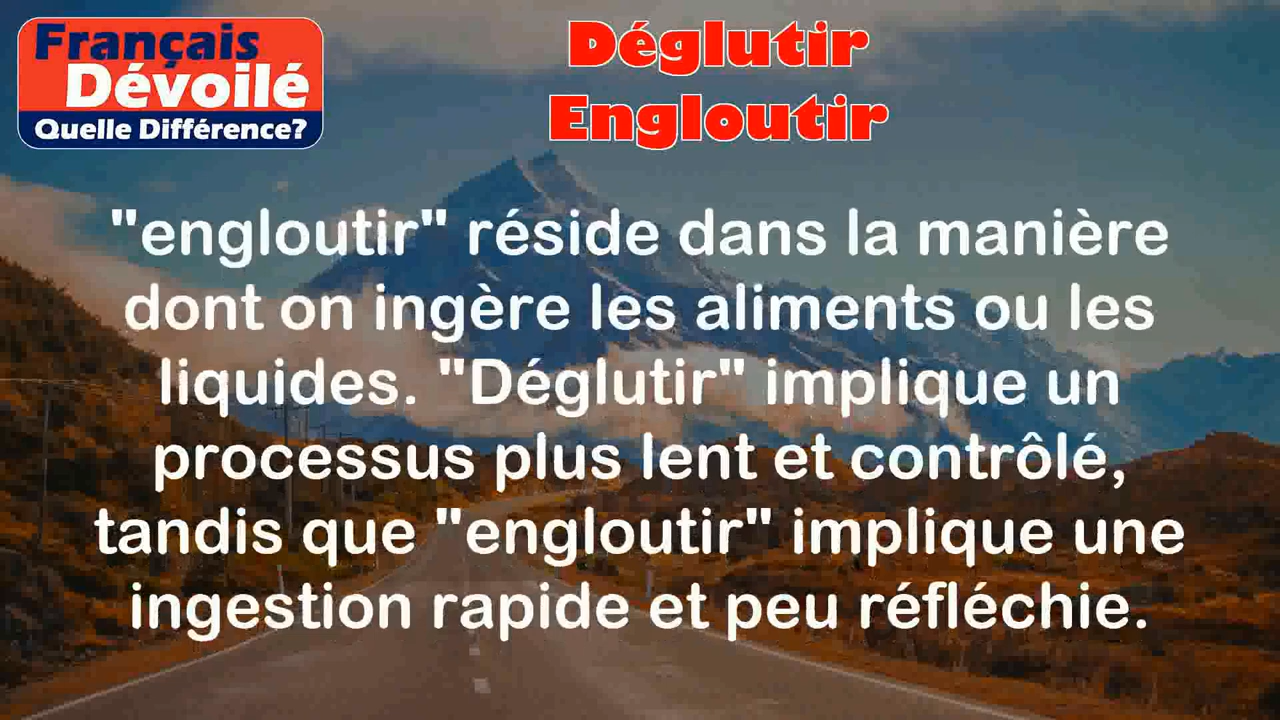 Français
Dévoilé
Quelle Différence?
Déglutir
Engloutir
"engloutir" réside dans la manière
dont on ingère les aliments ou les
liquides. "Déglutir" implique un
processus plus lent et contrôlé,
tandis que "engloutir" implique une
ingestion rapide et peu réfléchie.